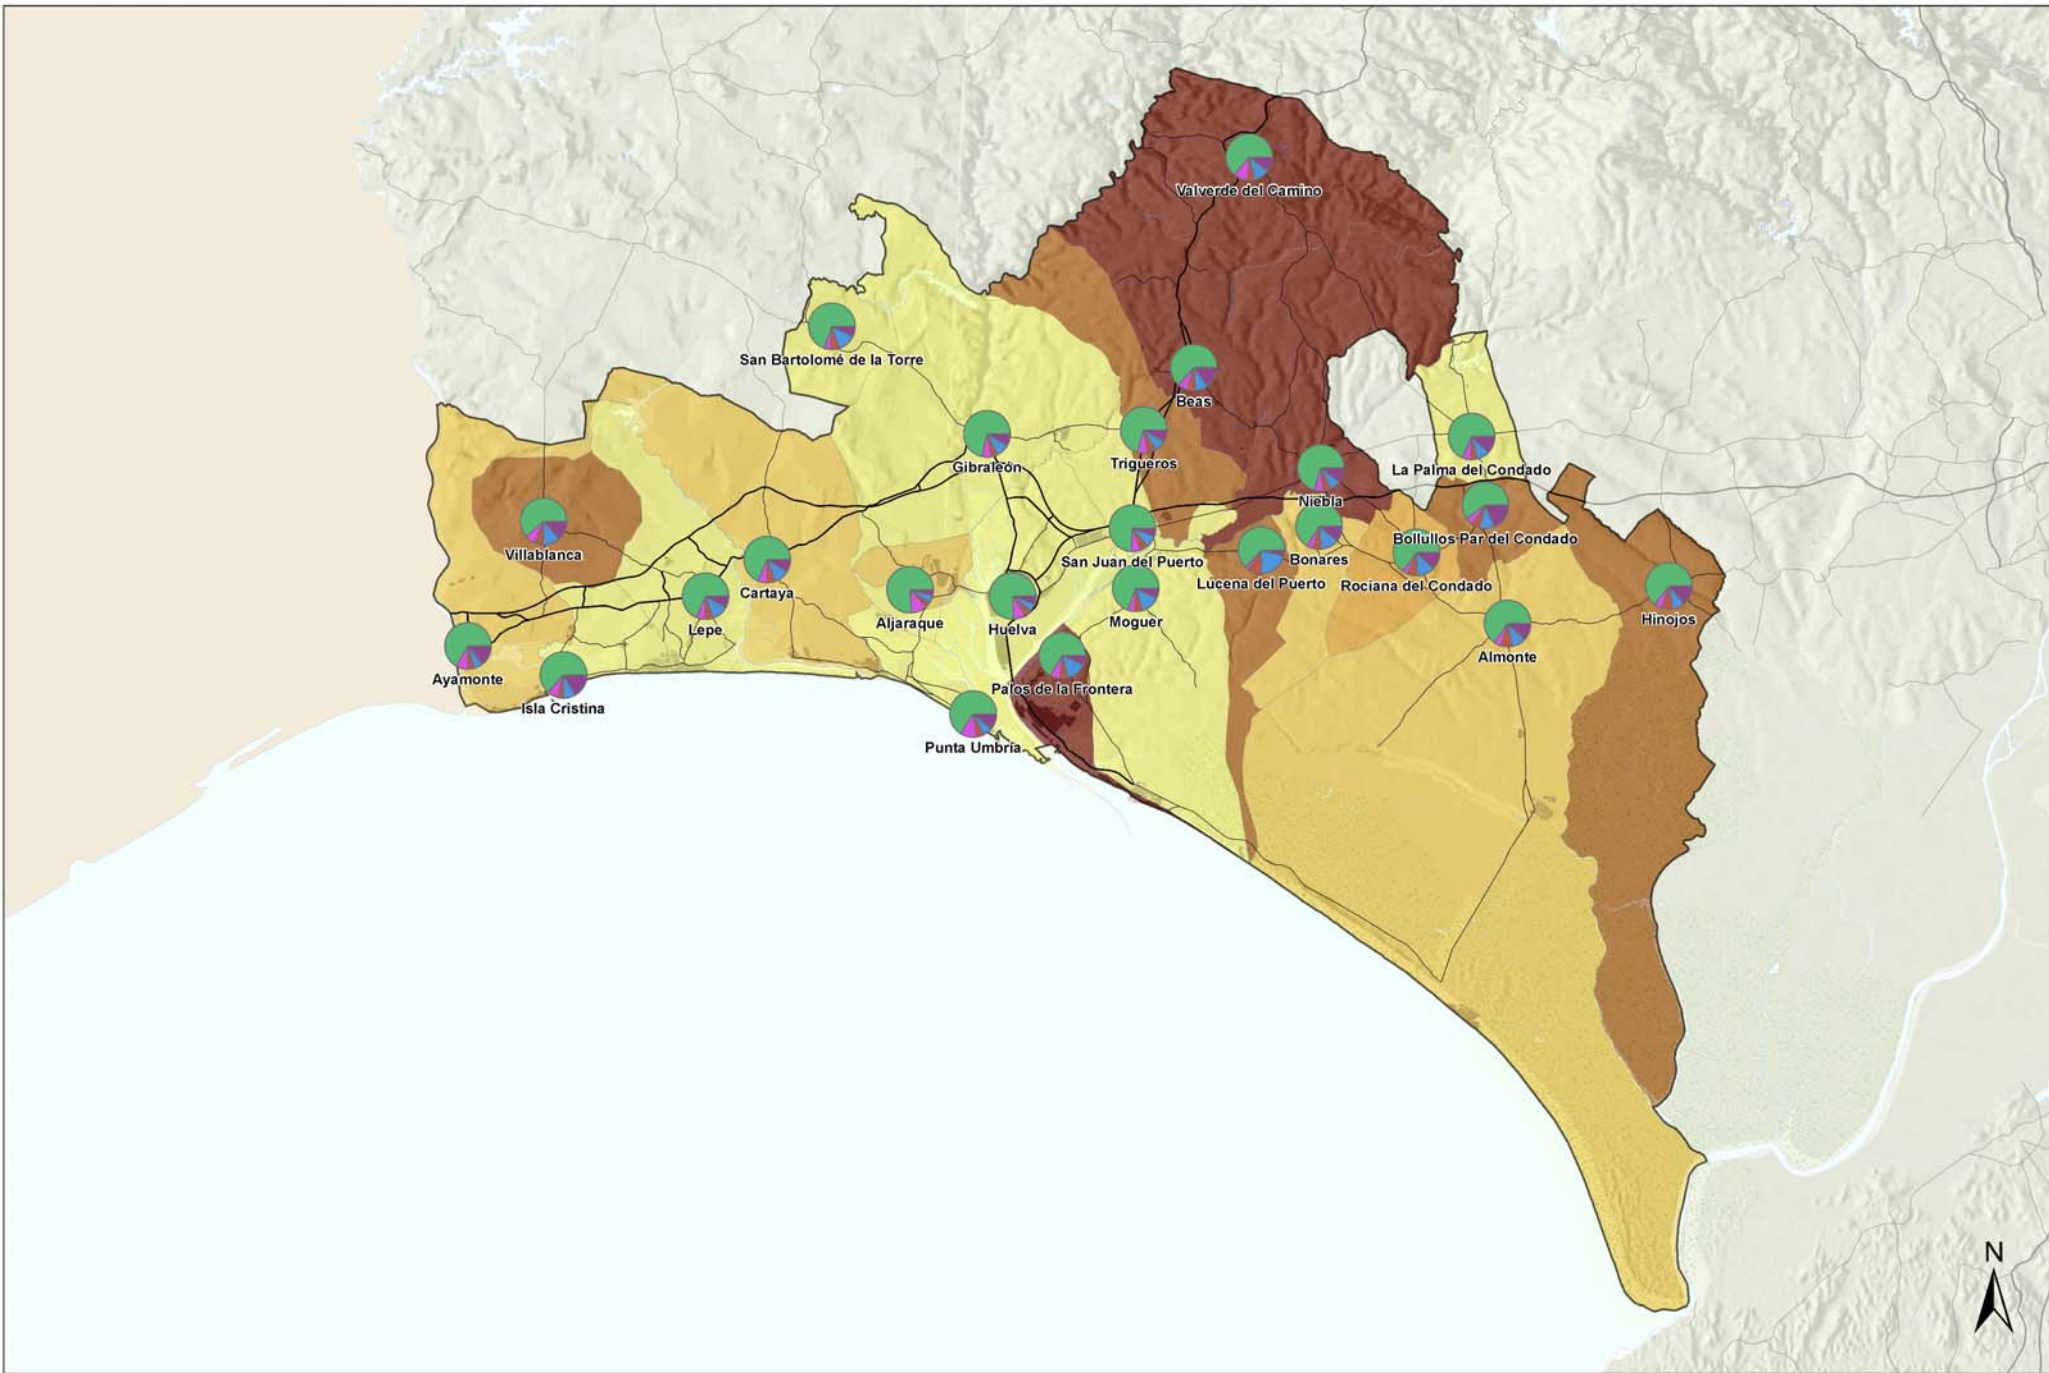 Valverde del Camino
San Bartolomé de la Torre
Beas
Gibraleón
Trigueros
La Palma del Condado
Niebla
Villablanca
Bollullos Par del Condado
San Juan del Puerto
Bonares
Lucena del Puerto
Rociana del Condado
Cartaya
Aljaraque
Huelva
Moguer
Lepe
Hinojos
Almonte
Ayamonte
Palos de la Frontera
Isla Cristina
Punta Umbría
N